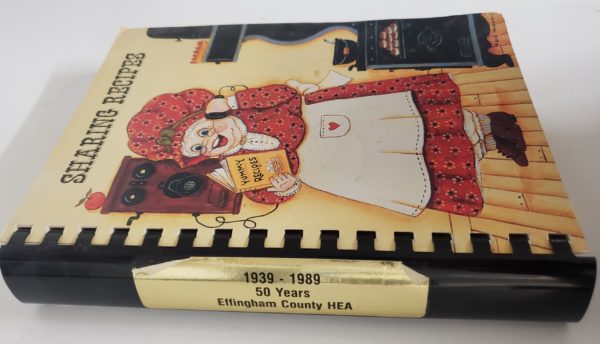 SHARING RECIPES
YUMMY
RECIPES
1939 - 1989
50 Years
Effingham County HEA